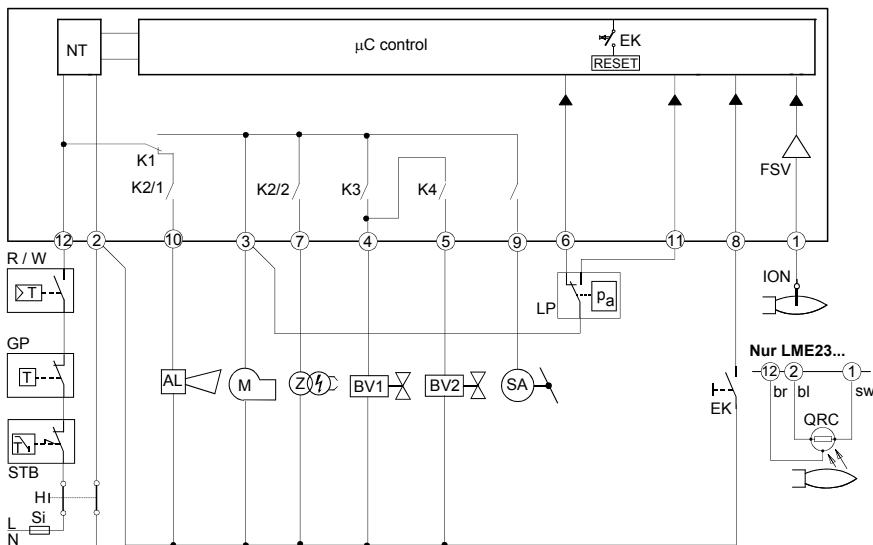 NT
µC control
EK
RESET
FSV
K1
K2/1
K2/2
K3
K4
12 2 10 3 7 4 5 9 6 11 8 1
R / W
T
GP
T
STB
T
H
L
N
Si
AL
M
Z
BV1
BV2
SA
LP
pa
EK
ION
Nur LME23...
12 2 1
br bl sw
QRC